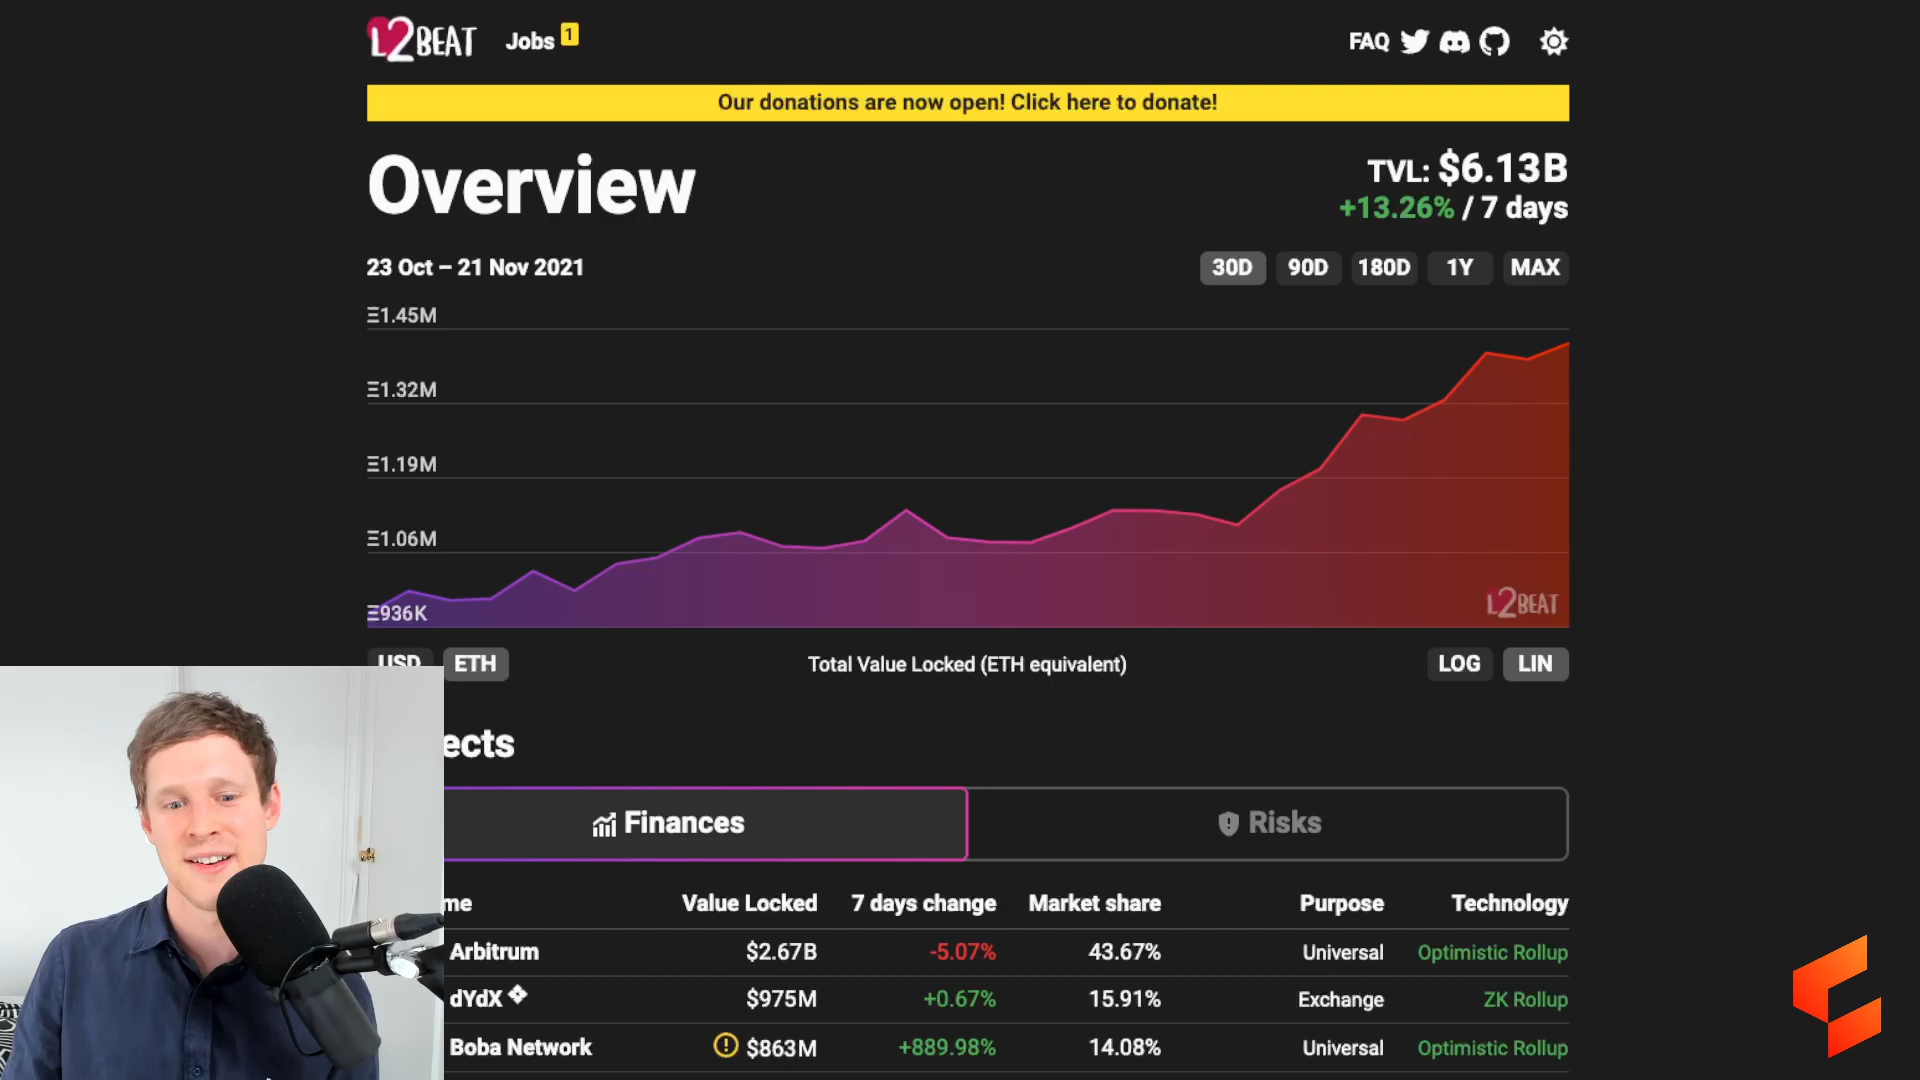 L2BEAT Jobs 1 FAQ
Our donations are now open! Click here to donate!
Overview
TVL: $6.13B
+13.26% / 7 days
23 Oct – 21 Nov 2021
30D 90D 180D 1Y MAX
Ξ1.45M
Ξ1.32M
Ξ1.19M
Ξ1.06M
Ξ936K
L2BEAT
USD ETH Total Value Locked (ETH equivalent) LOG LIN
ects
Finances Risks
me Value Locked 7 days change Market share Purpose Technology
Arbitrum $2.67B -5.07% 43.67% Universal Optimistic Rollup
dYdX $975M +0.67% 15.91% Exchange ZK Rollup
Boba Network $863M +889.98% 14.08% Universal Optimistic Rollup